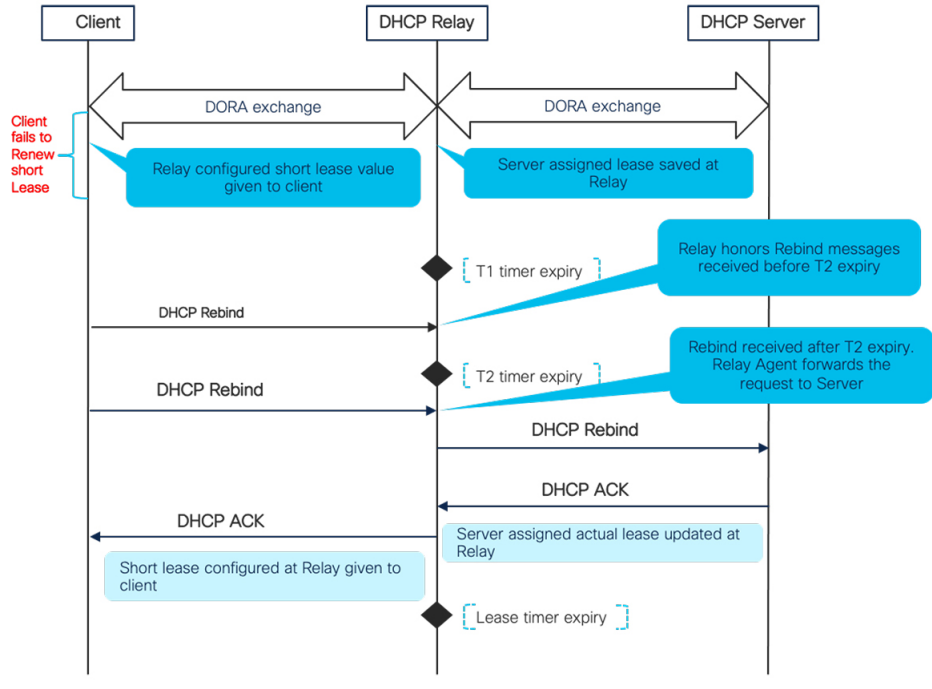 Client
DHCP Relay
DHCP Server
DORA exchange
DORA exchange
Client
fails to
Renew
short
Lease
Relay configured short lease value
given to client
Server assigned lease saved at
Relay
Relay honors Rebind messages
received before T2 expiry
T1 timer expiry
DHCP Rebind
Rebind received after T2 expiry.
Relay Agent forwards the
request to Server
T2 timer expiry
DHCP Rebind
DHCP Rebind
DHCP ACK
DHCP ACK
Server assigned actual lease updated at
Relay
Short lease configured at Relay given to
client
Lease timer expiry